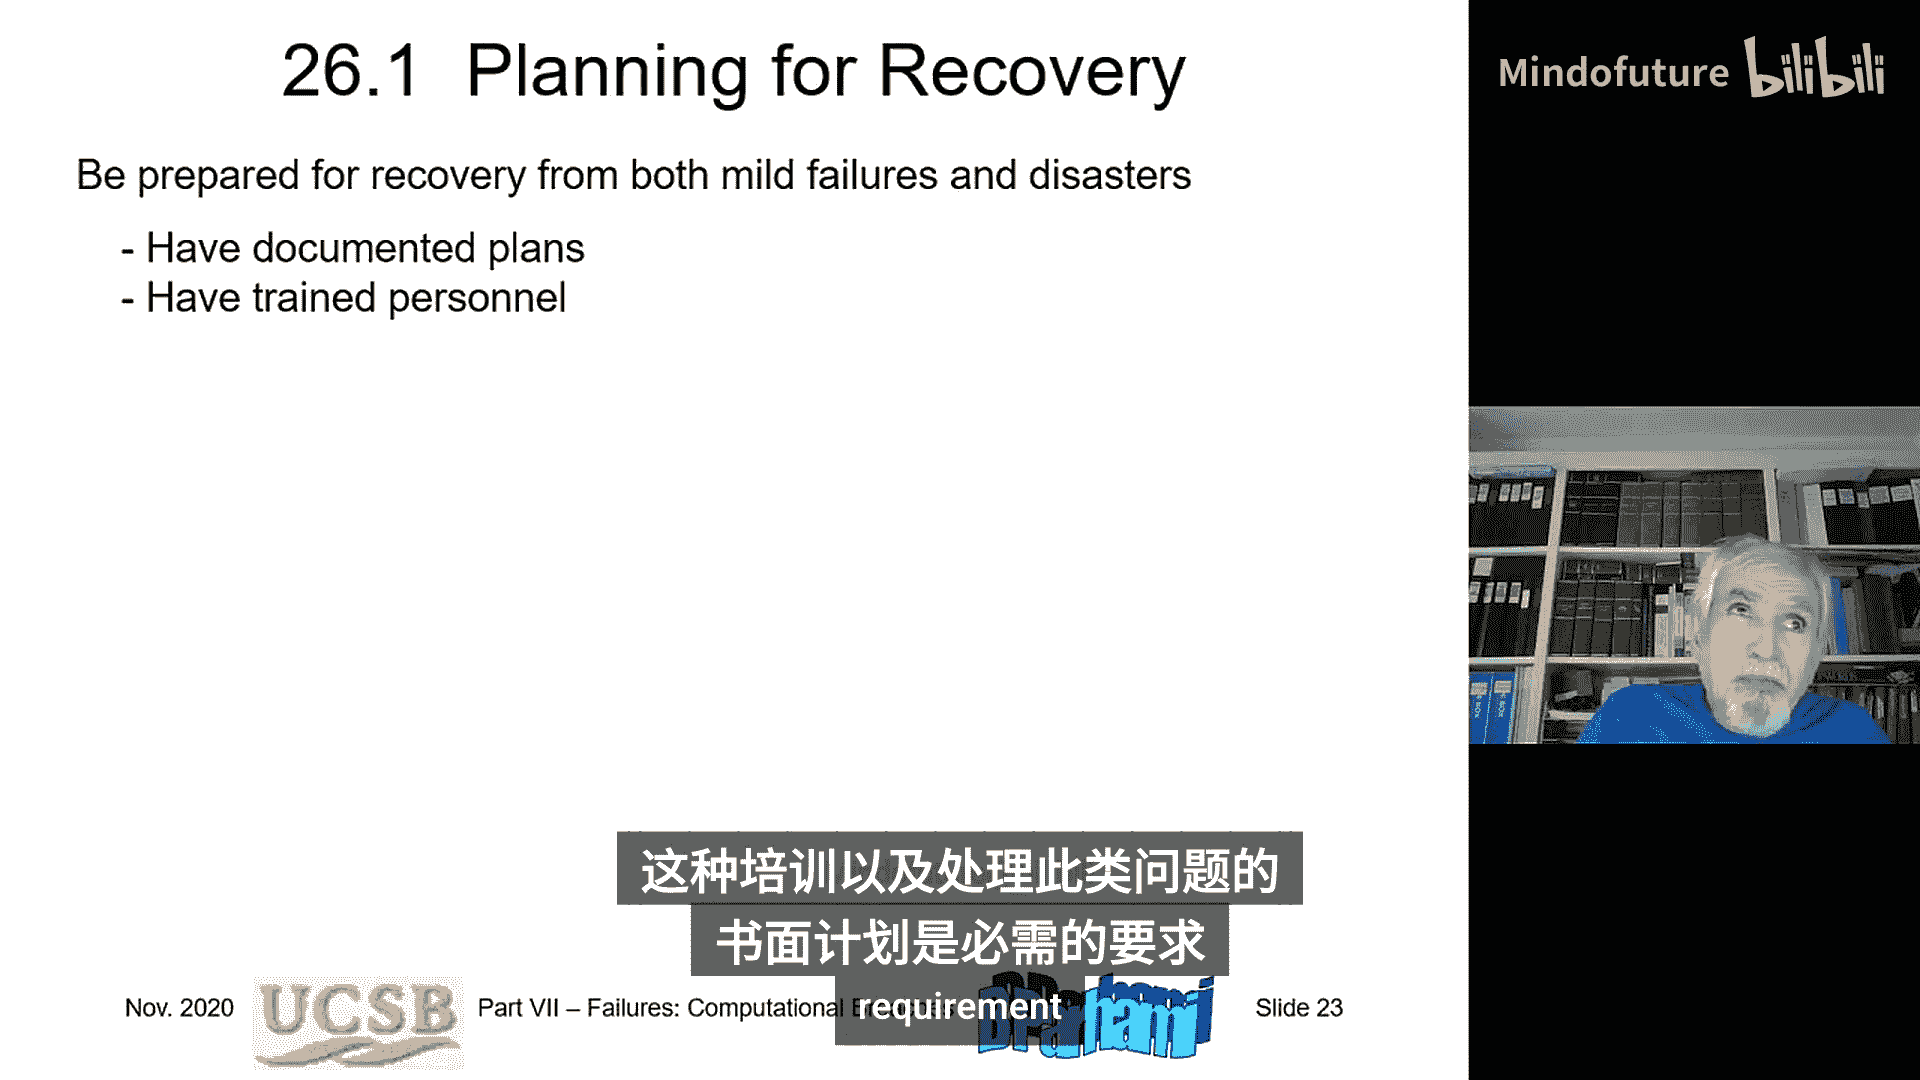 26.1 Planning for Recovery
Mindofuture bilibili
Be prepared for recovery from both mild failures and disasters
- Have documented plans
- Have trained personnel
这种培训以及处理此类问题的
书面计划是必需的要求
requirement
Nov. 2020
UCSB
Part VII – Failures: Computational
Parhami
Slide 23